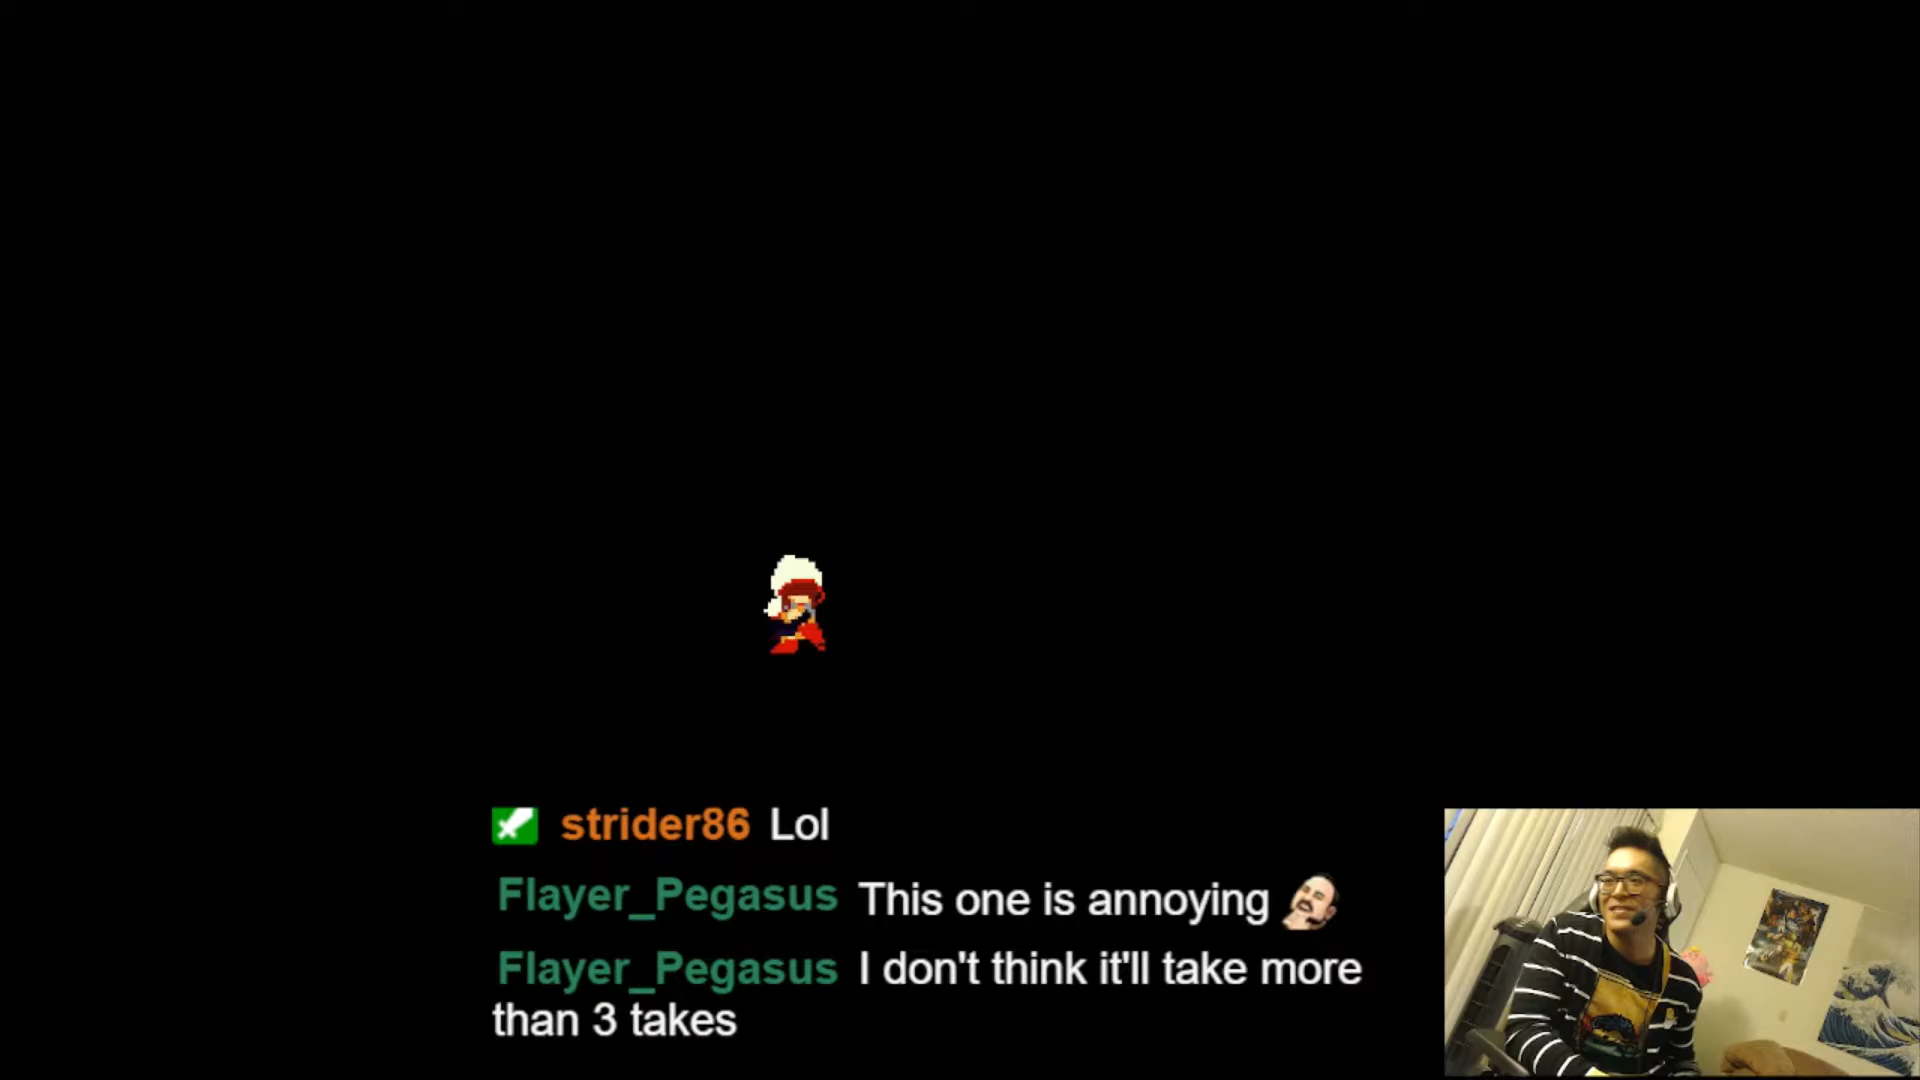 strider86 Lol
Flayer_Pegasus This one is annoying
Flayer_Pegasus I don't think it'll take more
than 3 takes